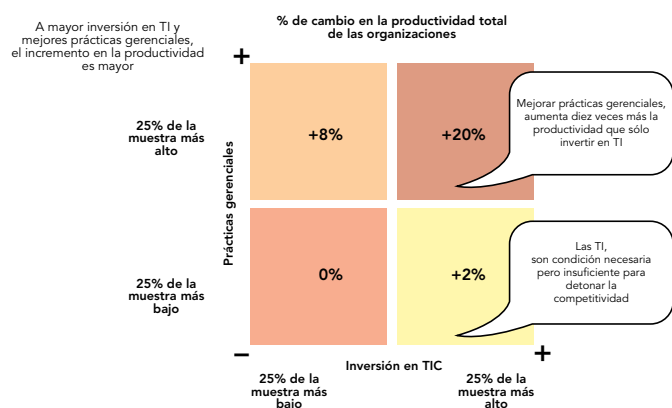 A mayor inversión en TI y
mejores prácticas gerenciales,
el incremento en la productividad
es mayor
% de cambio en la productividad total
de las organizaciones
+
25% de la
muestra más
alto
+8%
+20%
Mejorar prácticas gerenciales,
aumenta diez veces más la
productividad que sólo
invertir en TI
Prácticas gerenciales
25% de la
muestra más
bajo
0%
+2%
Las TI,
son condición necesaria
pero insuficiente para
detonar la
competitividad
–
Inversión en TIC
+
25% de la
muestra más
bajo
25% de la
muestra más
alto